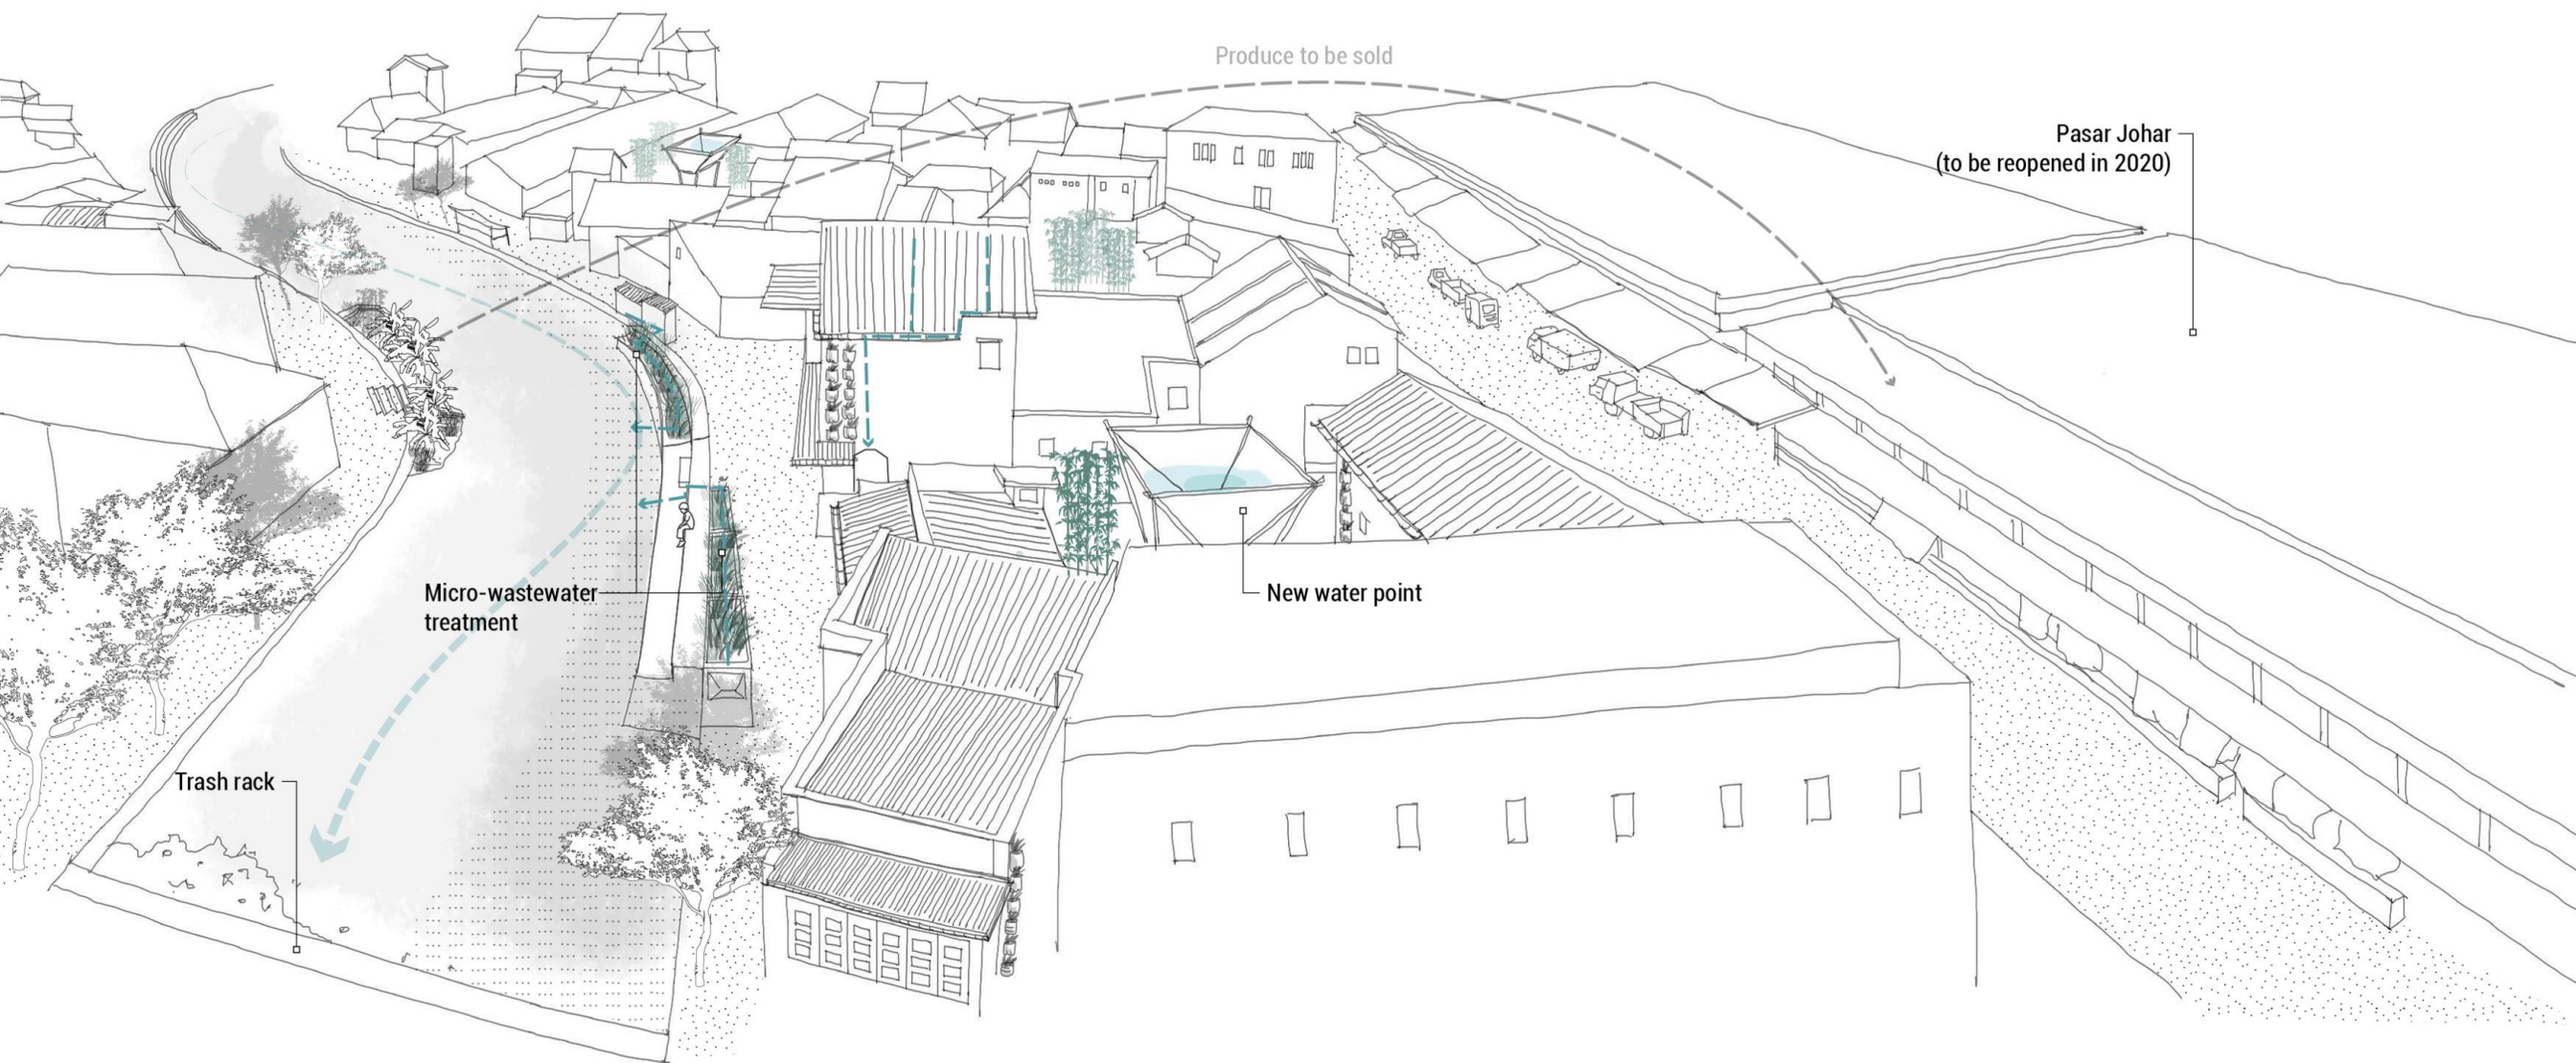 Produce to be sold
Pasar Johar
(to be reopened in 2020)
Micro-wastewater
treatment
New water point
Trash rack